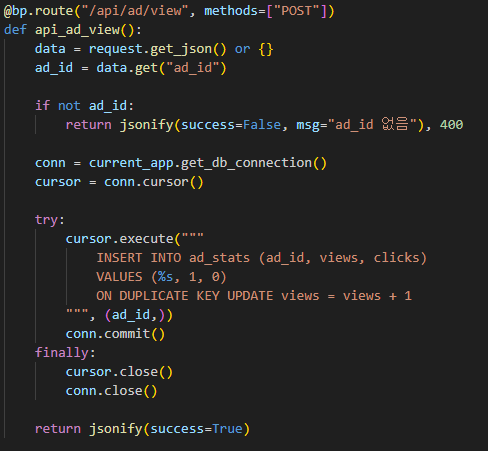 @bp.route("/api/ad/view", methods=["POST"])
def api_ad_view():
    data = request.get_json() or {}
    ad_id = data.get("ad_id")

    if not ad_id:
        return jsonify(success=False, msg="ad_id 없음"), 400

    conn = current_app.get_db_connection()
    cursor = conn.cursor()

    try:
        cursor.execute("""
            INSERT INTO ad_stats (ad_id, views, clicks)
            VALUES (%s, 1, 0)
            ON DUPLICATE KEY UPDATE views = views + 1
        """, (ad_id,))
        conn.commit()
    finally:
        cursor.close()
        conn.close()

    return jsonify(success=True)